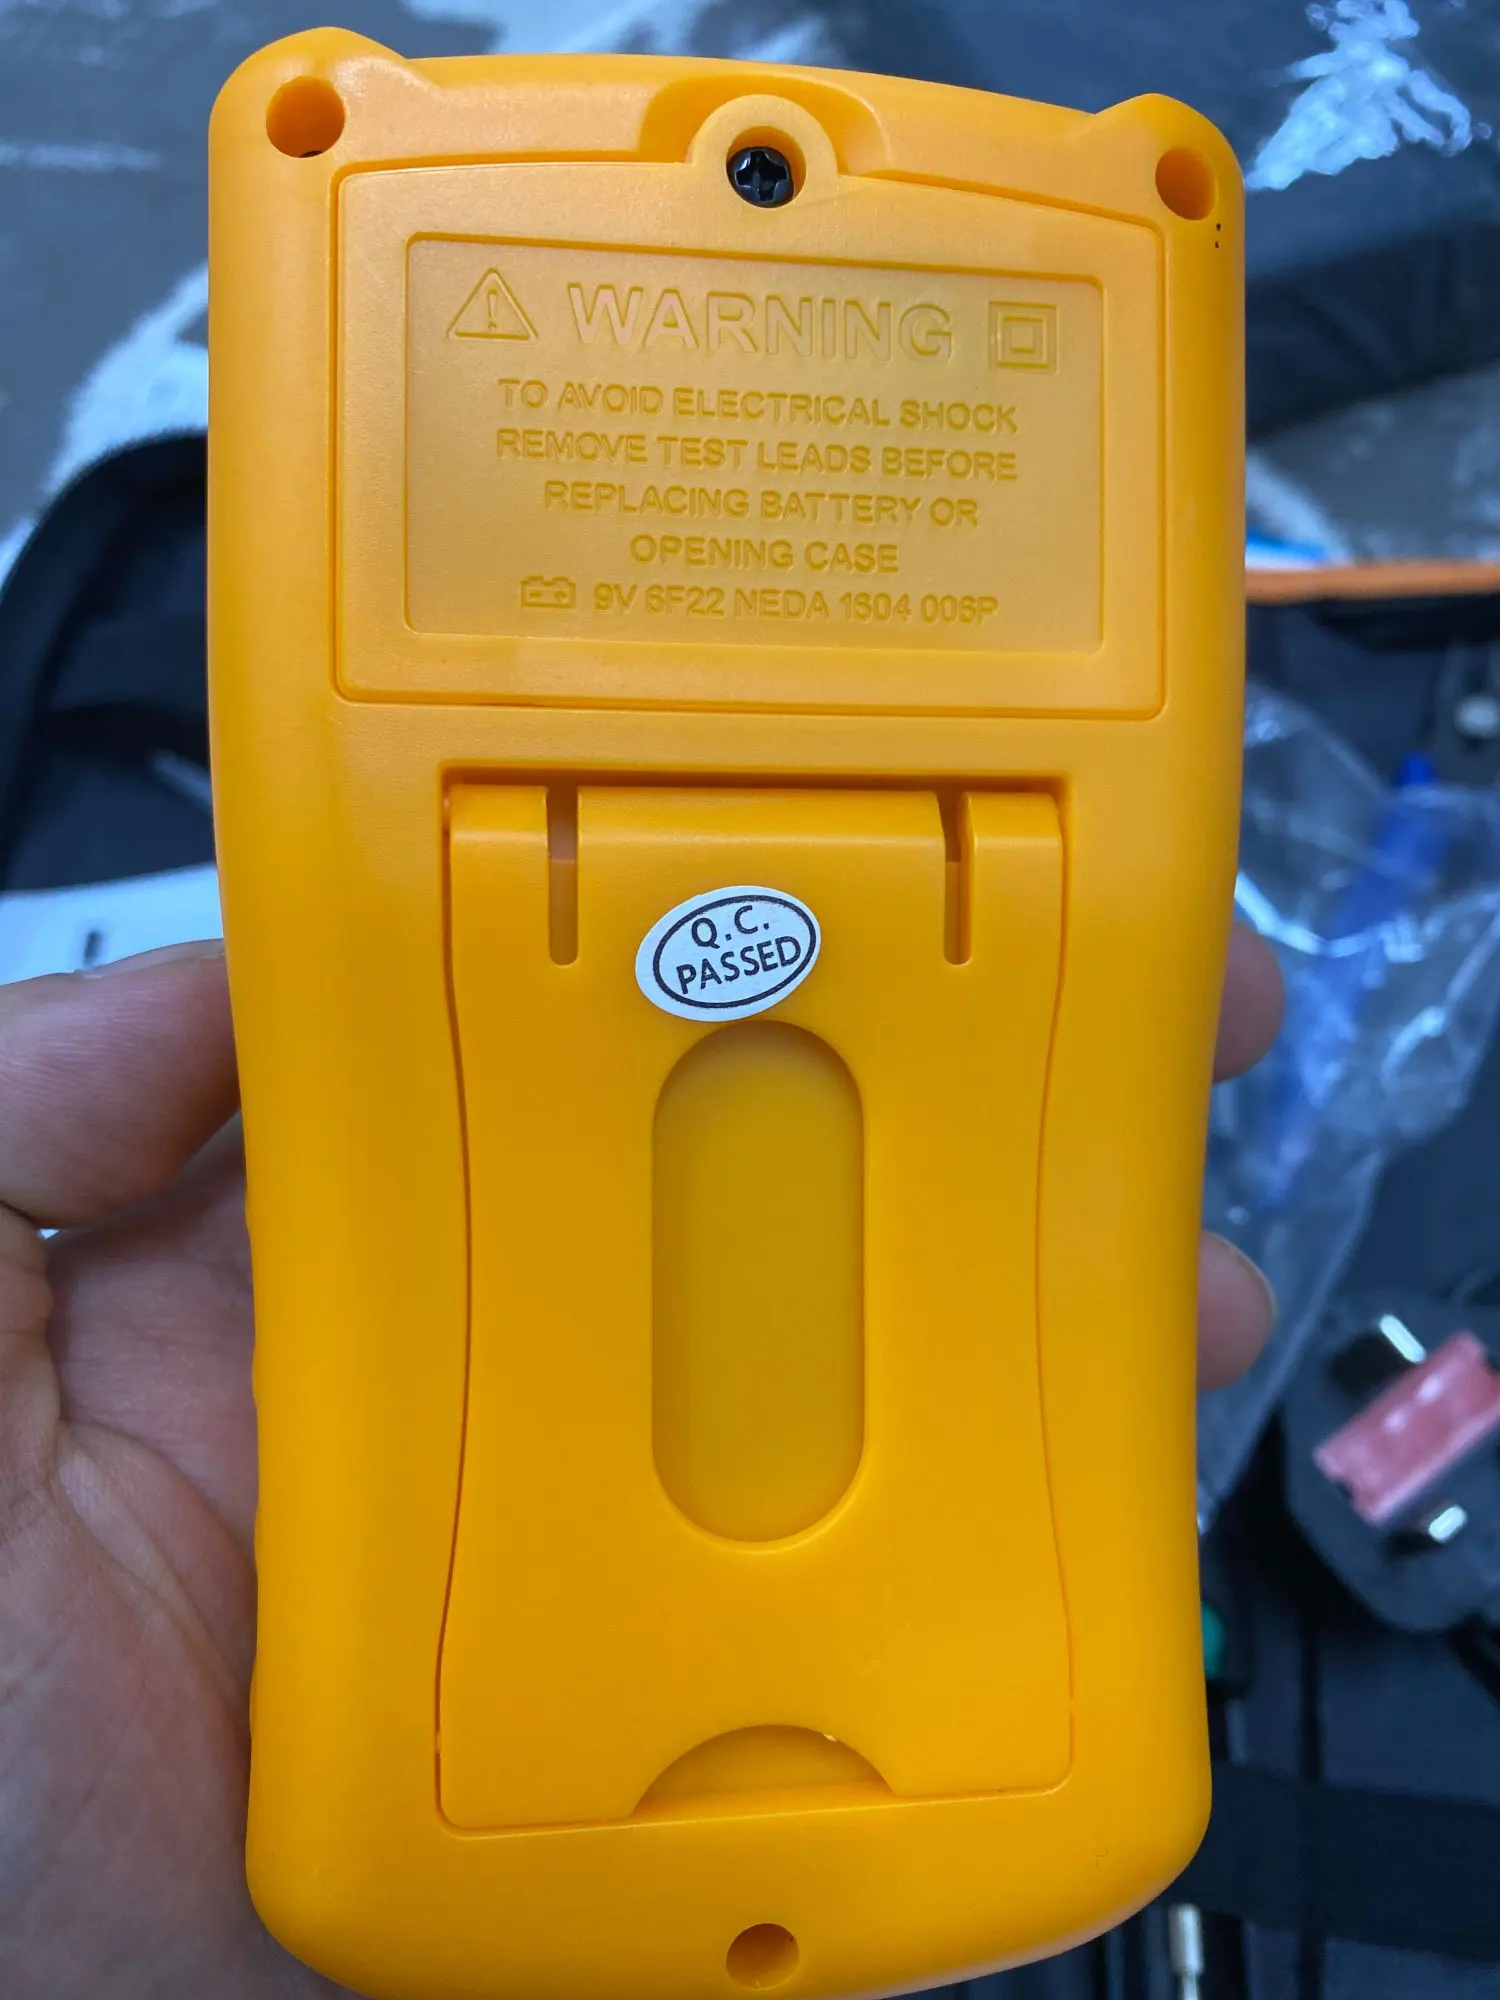 WARNING
TO AVOID ELECTRICAL SHOCK
REMOVE TEST LEADS BEFORE
REPLACING BATTERY OR
OPENING CASE
9V 6F22 NEDA 1604 006P
Q.C.
PASSED